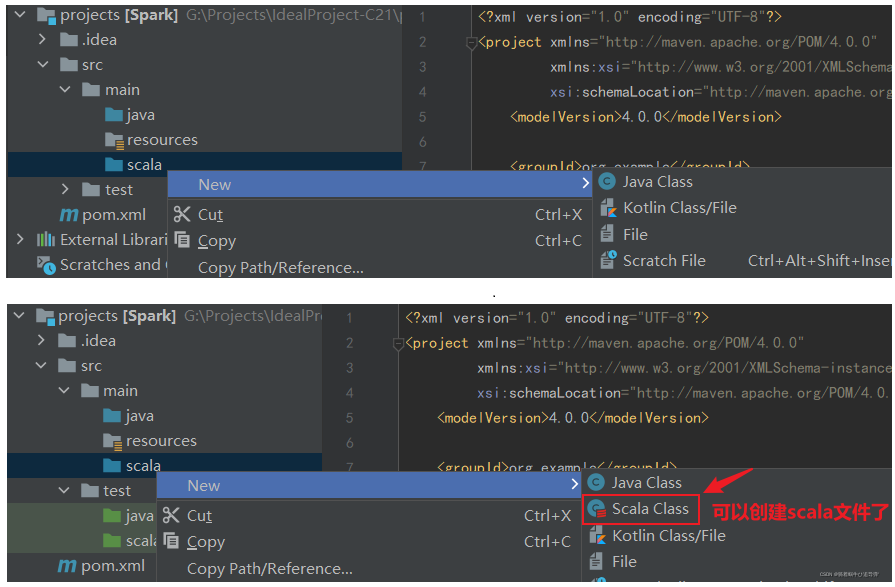 projects [Spark] G:\Projects\IdealProject-C21\p
.idea
src
main
java
resources
scala
test
pom.xml
External Librari
Scratches and
1 <?xml version="1.0" encoding="UTF-8"?>
2 <project xmlns="http://maven.apache.org/POM/4.0.0"
3 xmlns:xsi="http://www.w3.org/2001/XMLSchema
4 xsi:schemaLocation="http://maven.apache.org
5 <modelVersion>4.0.0</modelVersion>
6
7 <groupId>org.example</groupId>
New
Cut Ctrl+X
Copy Ctrl+C
Copy Path/Reference...
Java Class
Kotlin Class/File
File
Scratch File Ctrl+Alt+Shift+Inser
.
projects [Spark] G:\Projects\IdealPr
.idea
src
main
java
resources
scala
test
java
scala
pom.xml
1 <?xml version="1.0" encoding="UTF-8"?>
2 <project xmlns="http://maven.apache.org/POM/4.0.0"
3 xmlns:xsi="http://www.w3.org/2001/XMLSchema-instance
4 xsi:schemaLocation="http://maven.apache.org/POM/4.0.
5 <modelVersion>4.0.0</modelVersion>
6
7 <groupId>org.example</groupId>
New
Cut Ctrl+X
Copy Ctrl+C
Copy Path/Reference...
Java Class
Scala Class
可以创建scala文件了
Kotlin Class/File
File